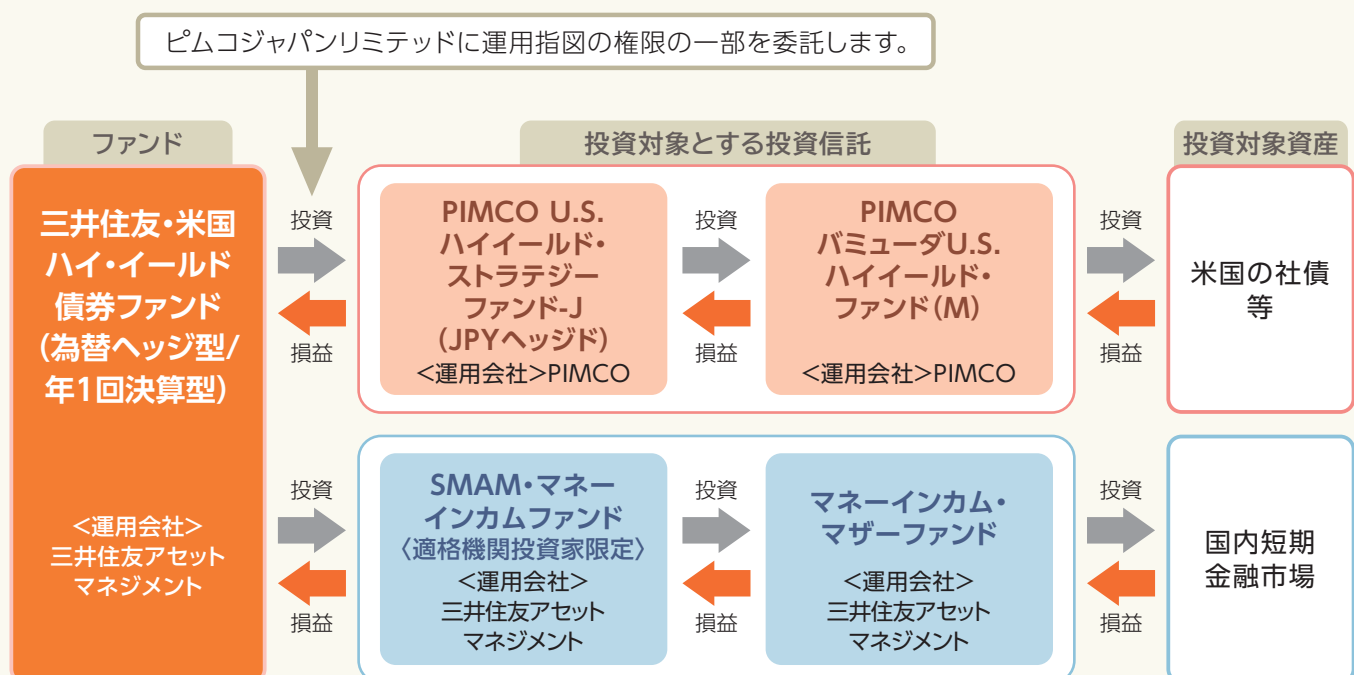 ピムコジャパンリミテッドに運用指図の権限の一部を委託します。
ファンド
投資対象とする投資信託
投資対象資産
三井住友・米国
ハイ・イールド
債券ファンド
(為替ヘッジ型/
年1回決算型)
<運用会社>
三井住友アセット
マネジメント
投資
損益
PIMCO U.S.
ハイイールド・
ストラテジー
ファンド-J
(JPYヘッジド)
<運用会社>PIMCO
投資
損益
PIMCO
バミューダU.S.
ハイイールド・
ファンド(M)
<運用会社>PIMCO
投資
損益
米国の社債
等
投資
損益
SMAM・マネー
インカムファンド
〈適格機関投資家限定〉
<運用会社>
三井住友アセット
マネジメント
投資
損益
マネーインカム・
マザーファンド
<運用会社>
三井住友アセット
マネジメント
投資
損益
国内短期
金融市場